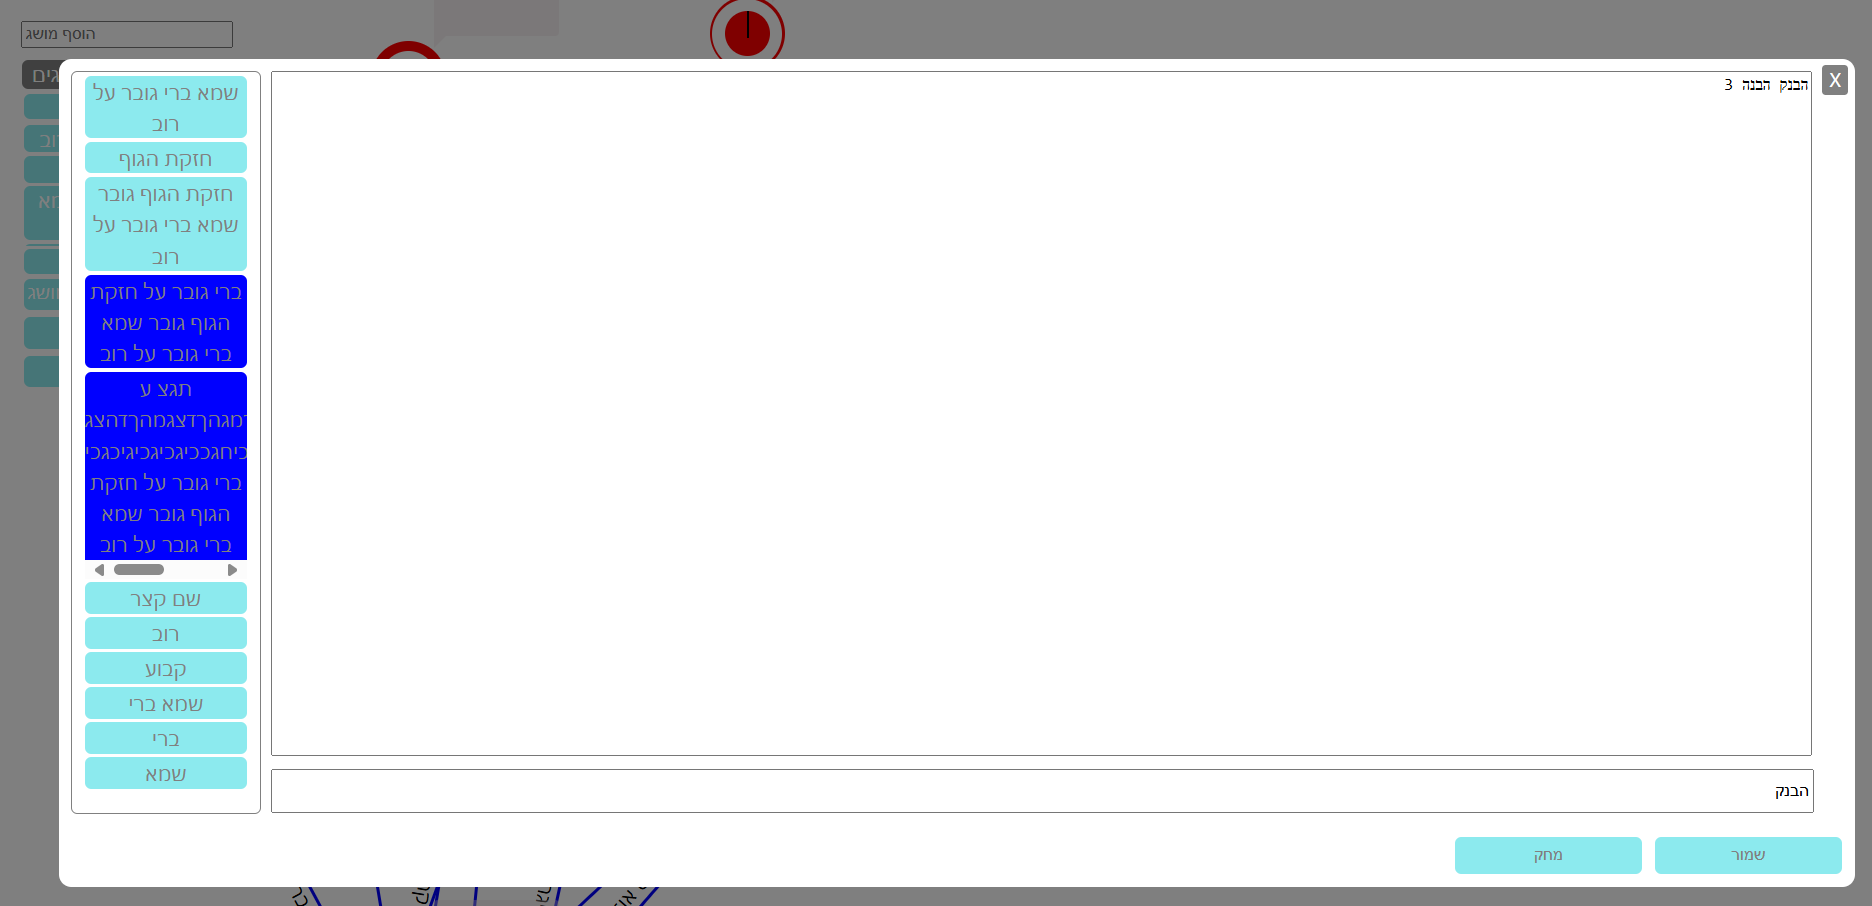 הוסף מושג
שמא ברי גובר על
רוב
חזקת הגוף
חזקת הגוף גובר
שמא ברי גובר על
רוב
ברי גובר על חזקת
הגוף גובר שמא
ברי גובר על רוב
תגצ ע
ברי גובר על חזקת
הגוף גובר שמא
ברי גובר על רוב
שם קצר
רוב
קבוע
שמא ברי
ברי
שמא
X
הבנק הבנה 3
הבנק
שמור
מחק